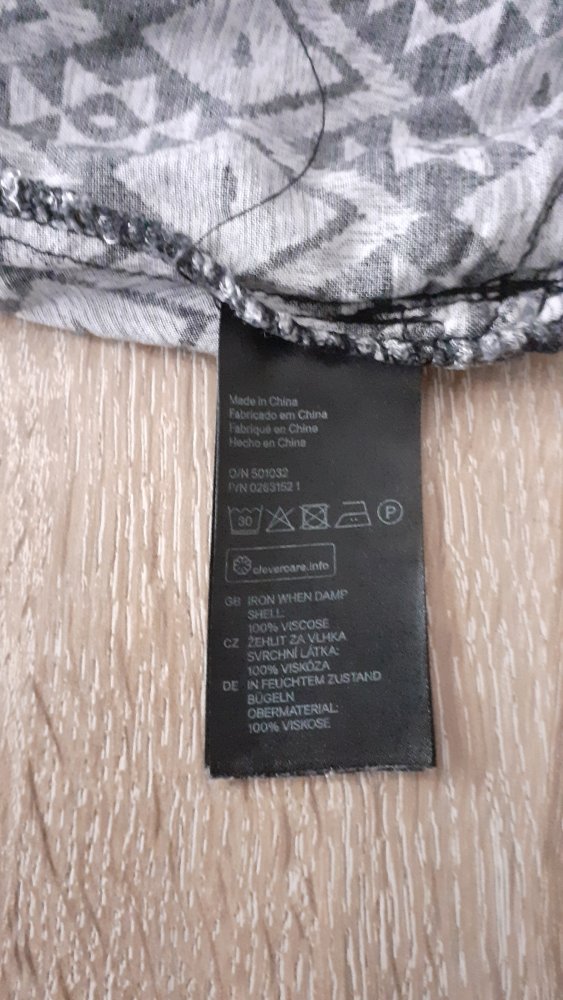 Made in China
Fabricado em China
Fabriqué en Chine
Hecho en China
O/N 501032
P/N 0263152 1
30 P
clevercare.info
GB IRON WHEN DAMP
SHELL:
100% VISCOSE
CZ ŽEHLIT ZA VLHKA
SVRCHNÍ LÁTKA:
100% VISKÓZA
DE IN FEUCHTEM ZUSTAND
BÜGELN
OBERMATERIAL:
100% VISKOSE